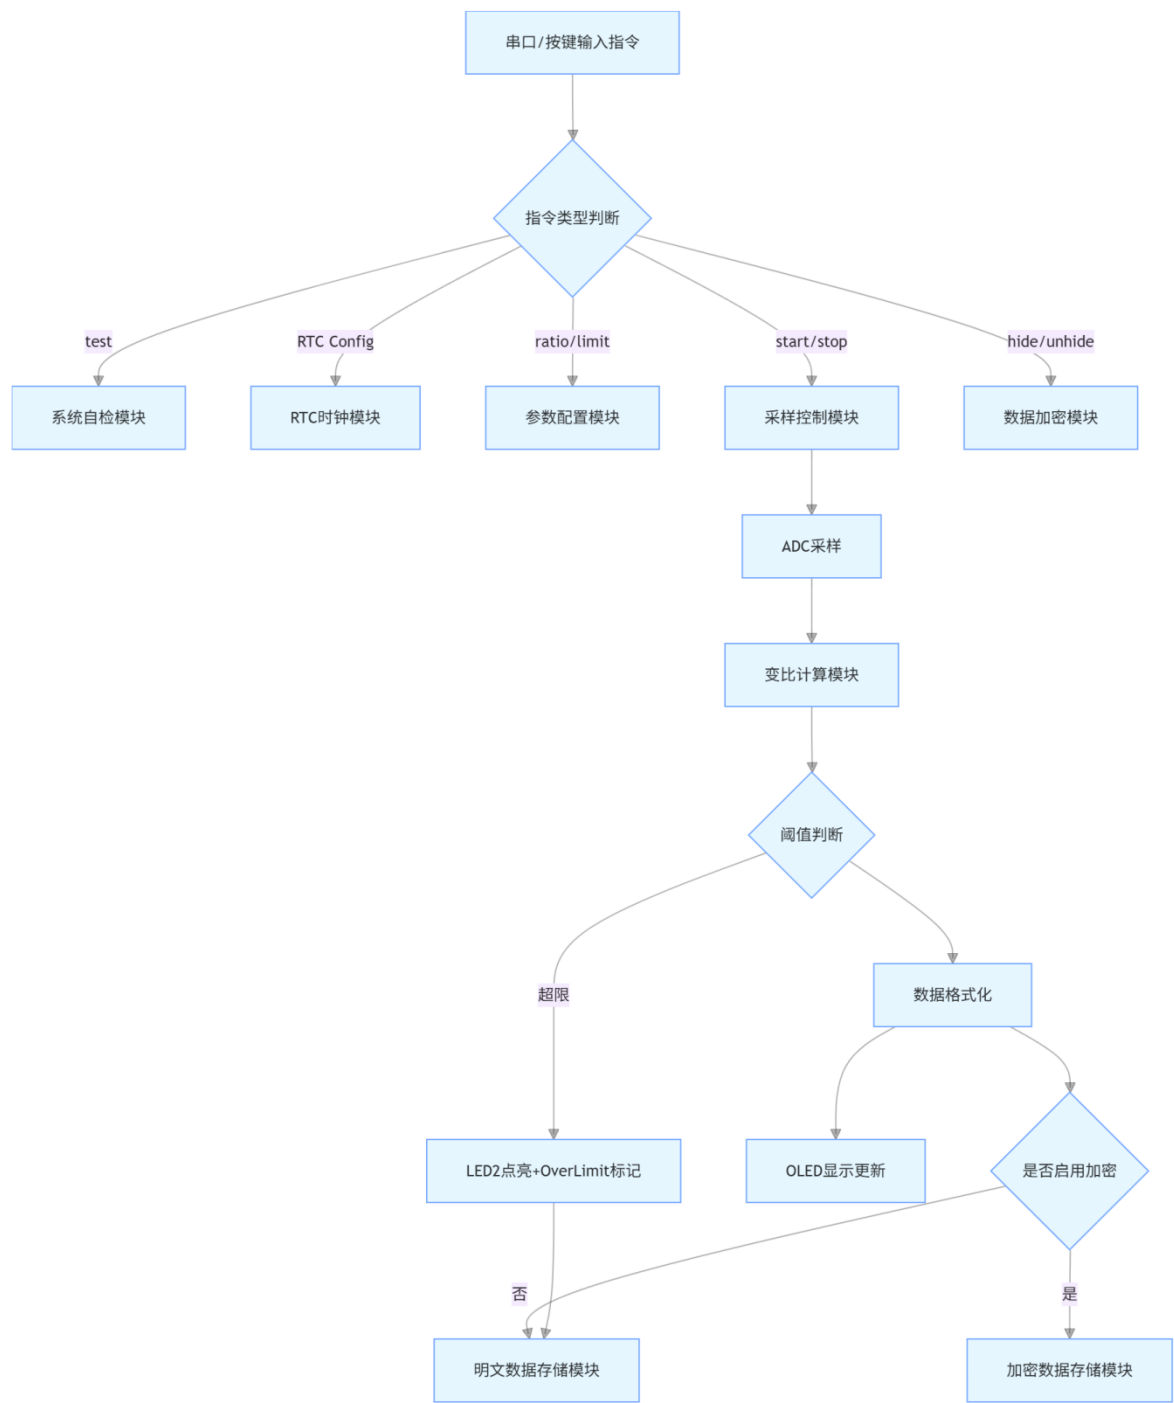 串口/按键输入指令
指令类型判断
test
RTC Config
ratio/limit
start/stop
hide/unhide
系统自检模块
RTC时钟模块
参数配置模块
采样控制模块
数据加密模块
ADC采样
变比计算模块
阈值判断
超限
数据格式化
LED2点亮+OverLimit标记
OLED显示更新
是否启用加密
否
是
明文数据存储模块
加密数据存储模块